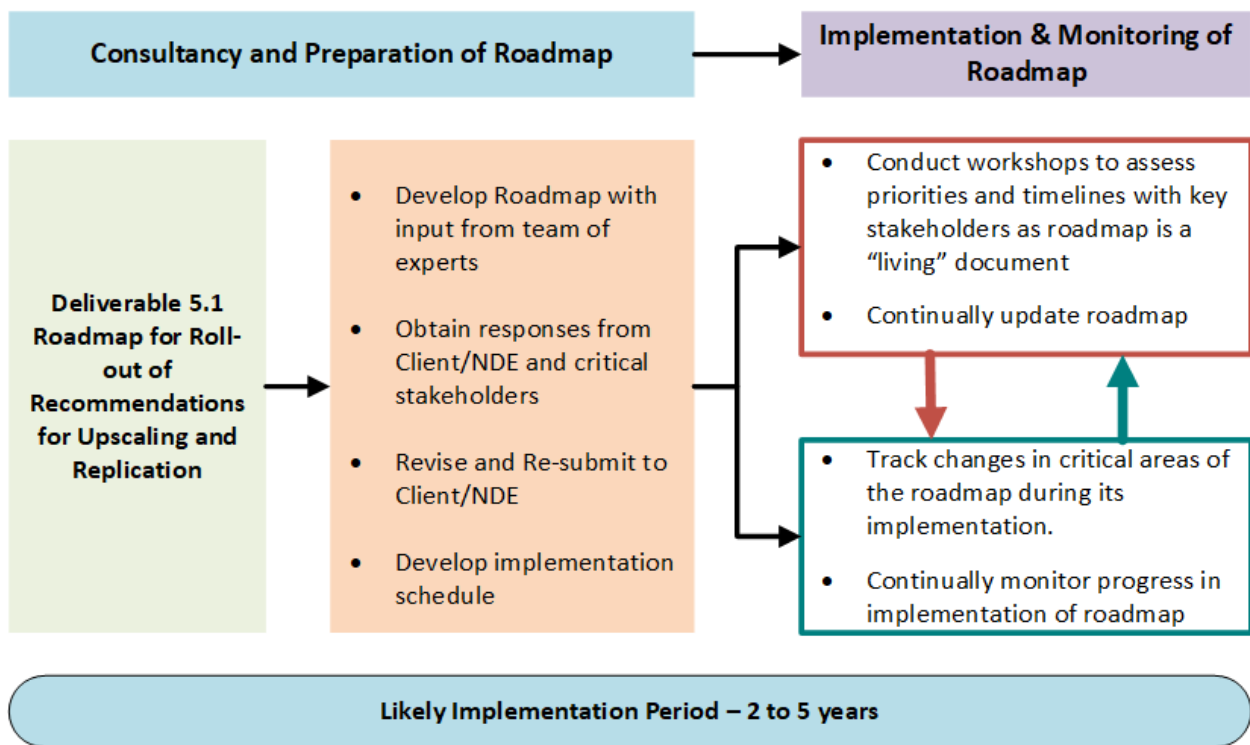 Consultancy and Preparation of Roadmap
Implementation & Monitoring of
Roadmap
Deliverable 5.1
Roadmap for Roll-
out of
Recommendations
for Upscaling and
Replication
• Develop Roadmap with
input from team of
experts
• Obtain responses from
Client/NDE and critical
stakeholders
• Revise and Re-submit to
Client/NDE
• Develop implementation
schedule
• Conduct workshops to assess
priorities and timelines with key
stakeholders as roadmap is a
“living” document
• Continually update roadmap
• Track changes in critical areas of
the roadmap during its
implementation.
• Continually monitor progress in
implementation of roadmap
Likely Implementation Period – 2 to 5 years